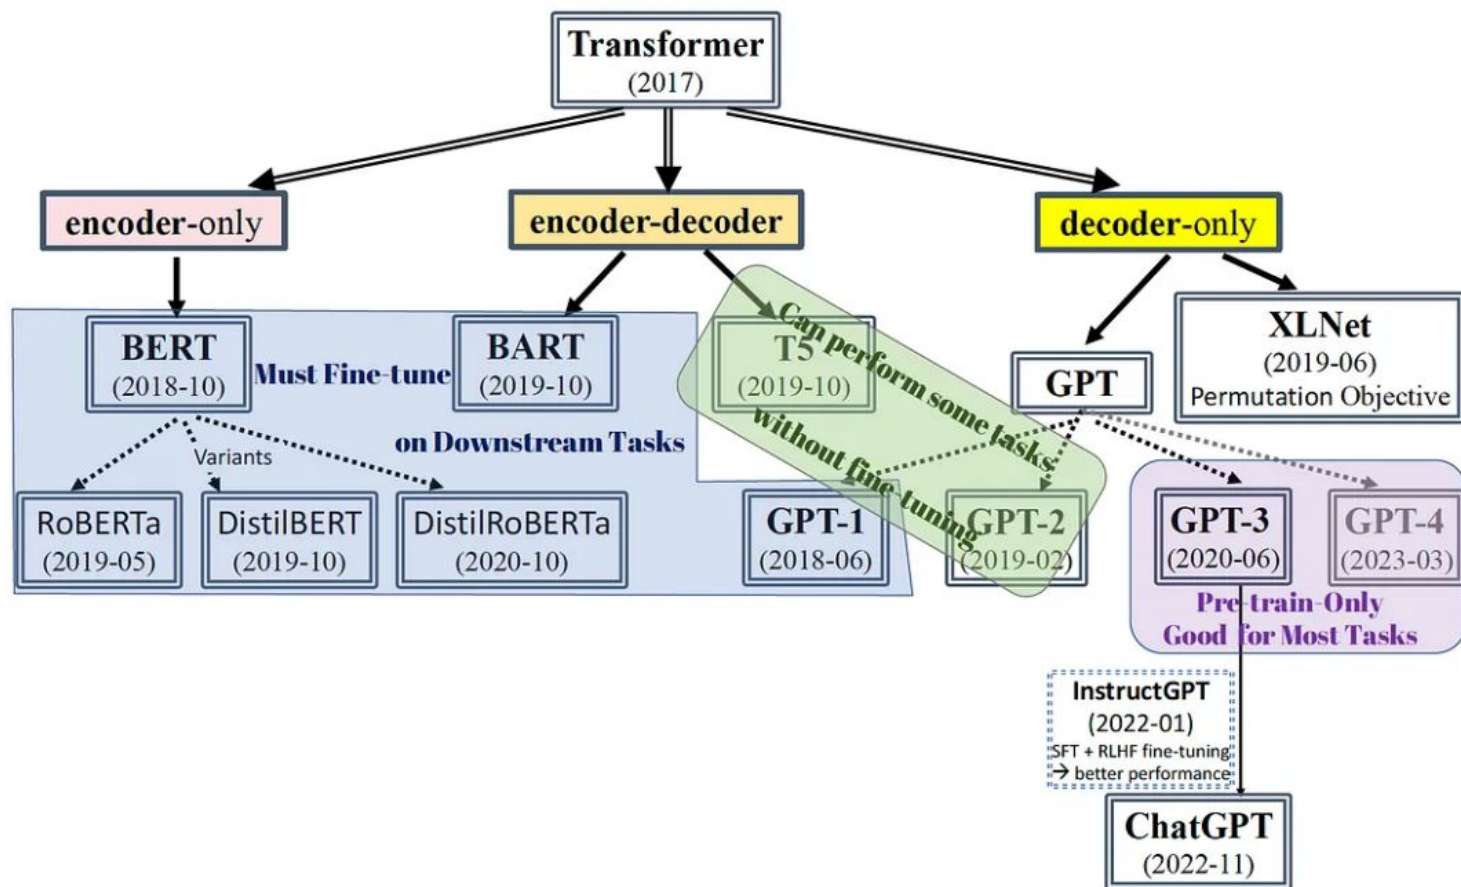 Transformer
(2017)
encoder-only
encoder-decoder
decoder-only
BERT
(2018-10)
Must Fine-tune
on Downstream Tasks
BART
(2019-10)
T5
(2019-10)
Can perform some tasks
without fine-tuning
GPT
XLNet
(2019-06)
Permutation Objective
Variants
RoBERTa
(2019-05)
DistilBERT
(2019-10)
DistilRoBERTa
(2020-10)
GPT-1
(2018-06)
GPT-2
(2019-02)
GPT-3
(2020-06)
GPT-4
(2023-03)
Pre-train-Only
Good for Most Tasks
InstructGPT
(2022-01)
SFT + RLHF fine-tuning
→ better performance
ChatGPT
(2022-11)